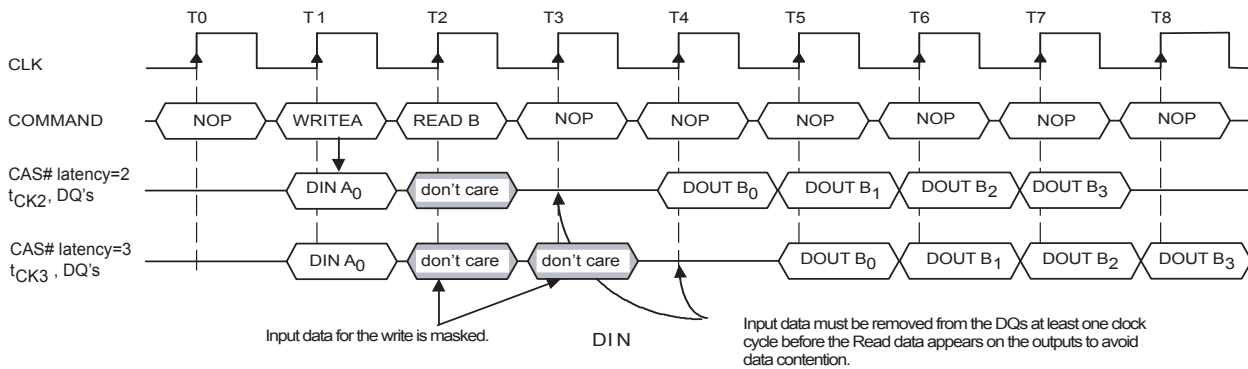 T0 T1 T2 T3 T4 T5 T6 T7 T8
CLK
COMMAND NOP WRITEA READ B NOP NOP NOP NOP NOP NOP
CAS# latency=2
tCK2, DQ's DIN A0 don't care DOUT B0 DOUT B1 DOUT B2 DOUT B3
CAS# latency=3
tCK3 , DQ's DIN A0 don't care don't care DOUT B0 DOUT B1 DOUT B2 DOUT B3
Input data for the write is masked.
DIN
Input data must be removed from the DQs at least one clock
cycle before the Read data appears on the outputs to avoid
data contention.